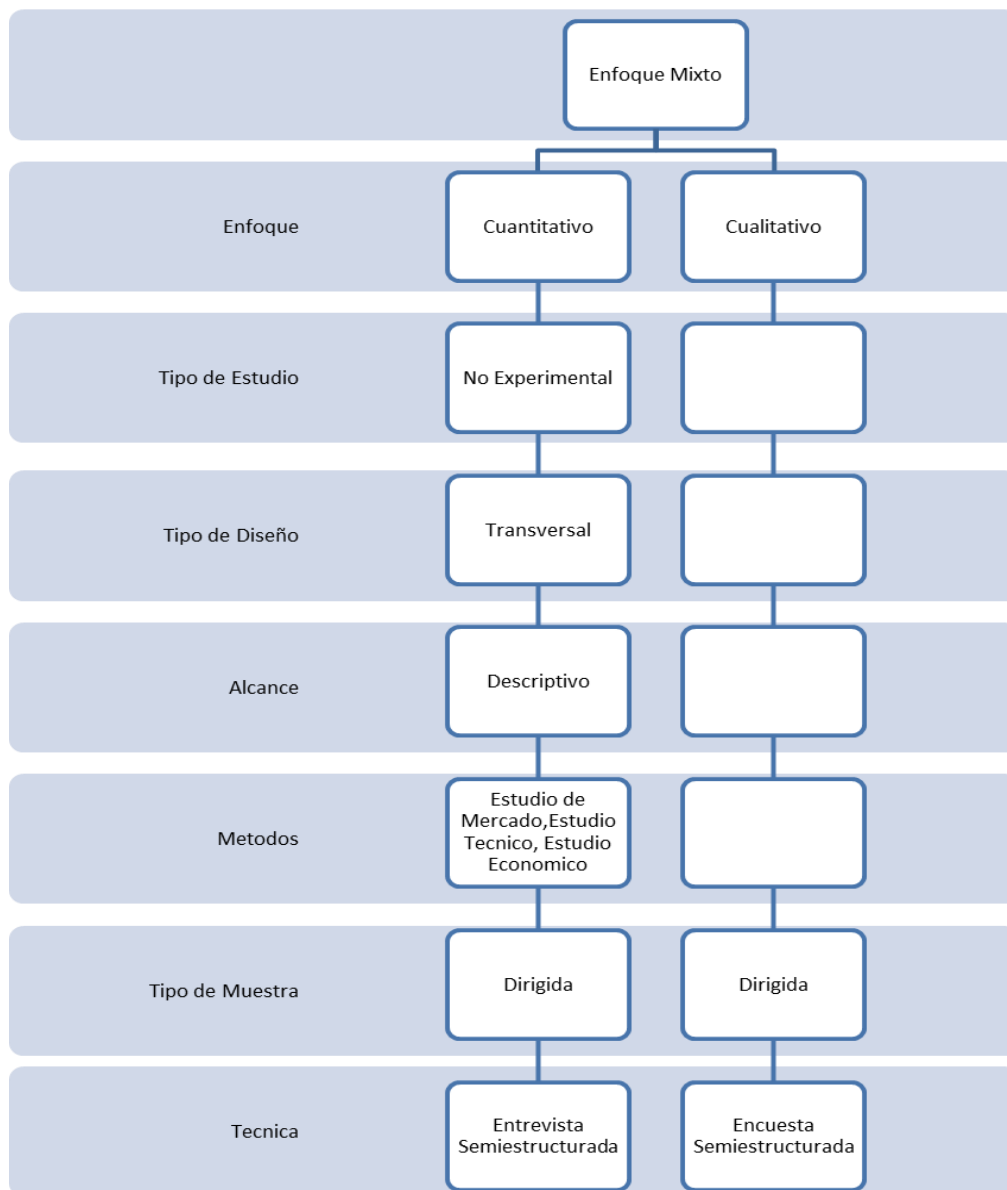 Enfoque Mixto
Enfoque
Cuantitativo
Cualitativo
Tipo de Estudio
No Experimental
Tipo de Diseño
Transversal
Alcance
Descriptivo
Metodos
Estudio de
Mercado,Estudio
Tecnico, Estudio
Economico
Tipo de Muestra
Dirigida
Dirigida
Tecnica
Entrevista
Semiestructurada
Encuesta
Semiestructurada